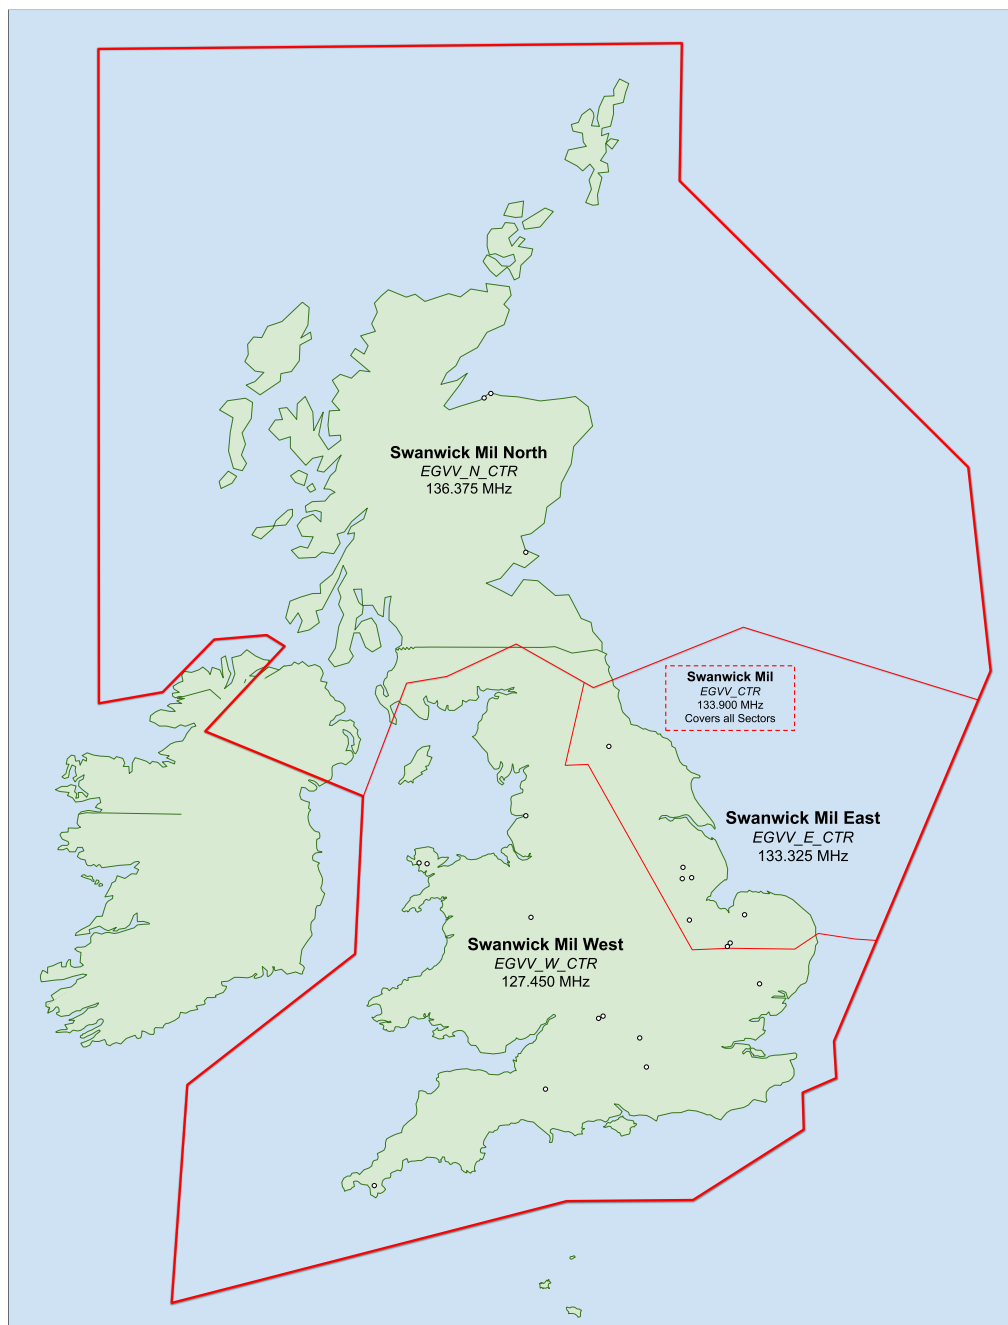 Swanwick Mil North
EGVV_N_CTR
136.375 MHz
Swanwick Mil
EGVV_CTR
133.900 MHz
Covers all Sectors
Swanwick Mil East
EGVV_E_CTR
133.325 MHz
Swanwick Mil West
EGVV_W_CTR
127.450 MHz